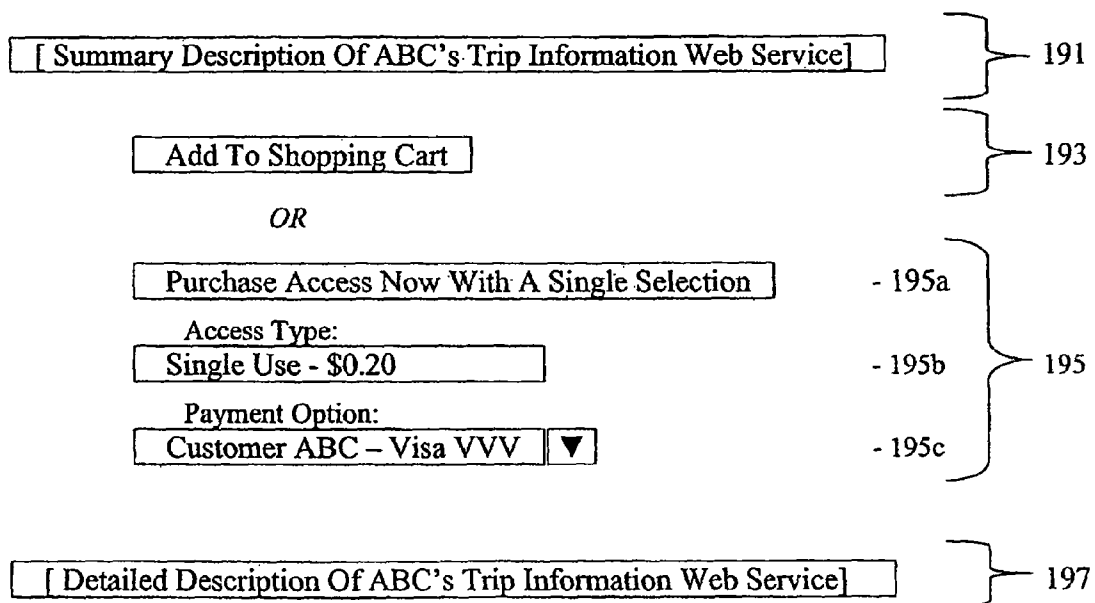 [ Summary Description Of ABC's Trip Information Web Service] 191
Add To Shopping Cart 193
OR
Purchase Access Now With A Single Selection - 195a
Access Type:
Single Use - $0.20 - 195b 195
Payment Option:
Customer ABC – Visa VVV ▼ - 195c
[ Detailed Description Of ABC's Trip Information Web Service] 197